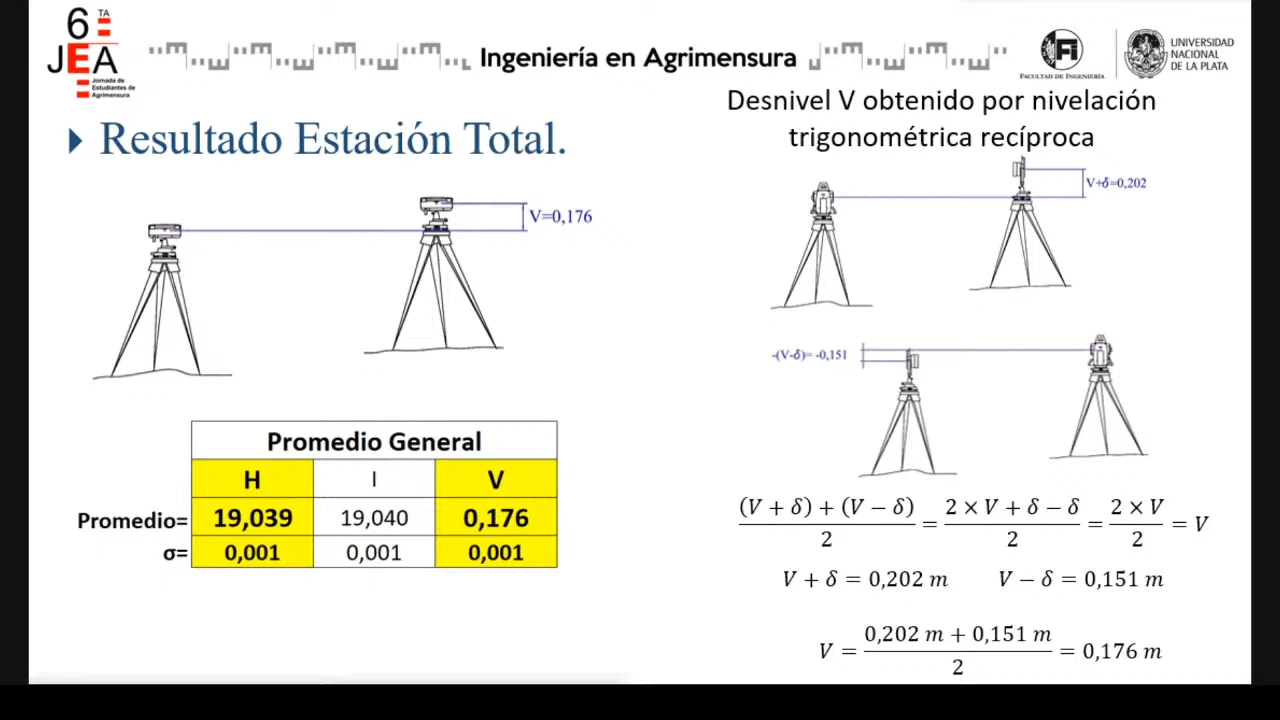 6 TA
JEA
Jornada de
Estudiantes de
Agrimensura
Ingeniería en Agrimensura
Fi
FACULTAD DE INGENIERÍA
UNIVERSIDAD
NACIONAL
DE LA PLATA
Resultado Estación Total.
V=0,176
Promedio General
H I V
Promedio= 19,039 19,040 0,176
σ= 0,001 0,001 0,001
Desnivel V obtenido por nivelación
trigonométrica recíproca
V+δ=0,202
-(V-δ)= -0,151
(V + δ) + (V − δ) / 2 = 2 × V + δ − δ / 2 = 2 × V / 2 = V
V + δ = 0,202 m V − δ = 0,151 m
V = 0,202 m + 0,151 m / 2 = 0,176 m